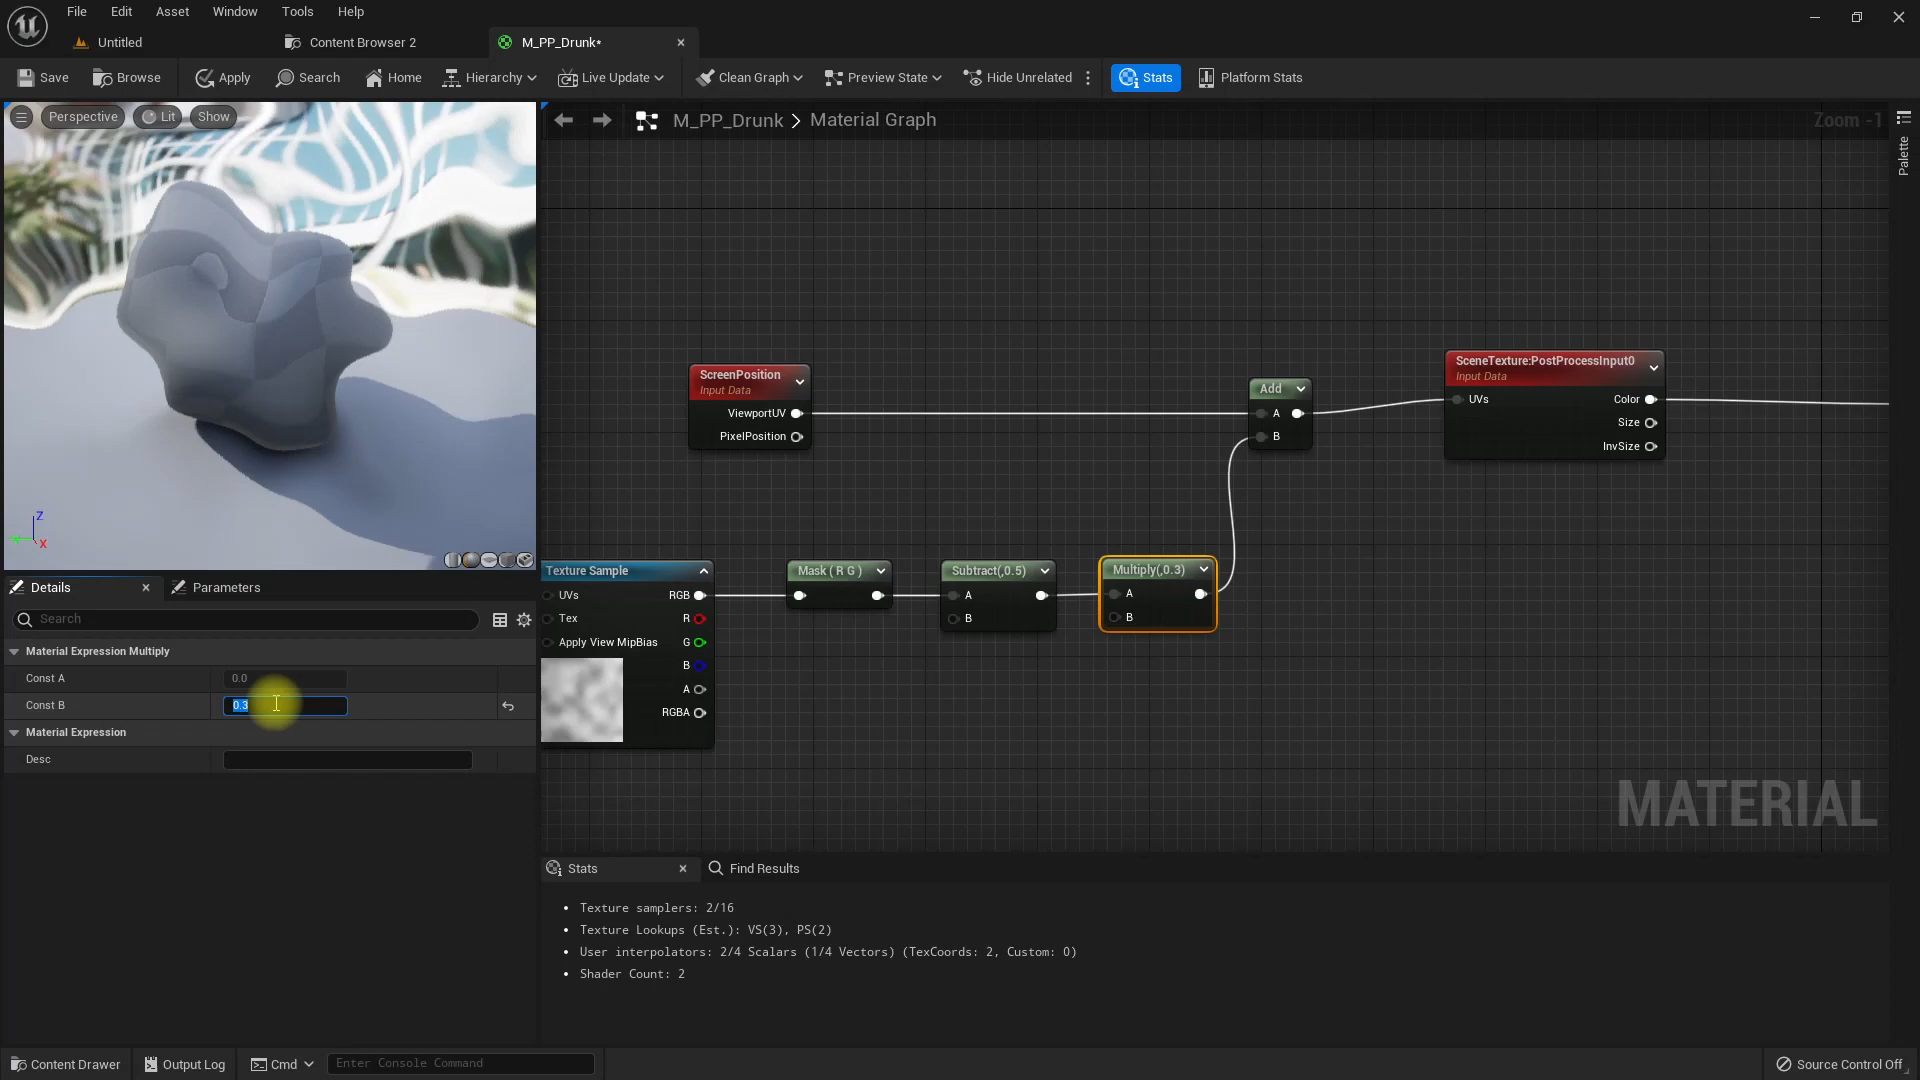 File Edit Asset Window Tools Help
Untitled Content Browser 2 M_PP_Drunk*
Save Browse Apply Search Home Hierarchy Live Update Clean Graph Preview State Hide Unrelated Stats Platform Stats
Perspective Lit Show
M_PP_Drunk > Material Graph Zoom -1
Palette
ScreenPosition
Input Data
ViewportUV
PixelPosition
Add
A
B
SceneTexture:PostProcessInput0
Input Data
UVs Color
Size
InvSize
Z
X
Texture Sample
UVs RGB
Tex R
Apply View MipBias G
B
A
RGBA
Mask ( R G )
Subtract(,0.5)
A
B
Multiply(,0.3)
A
B
Details Parameters
Search
Material Expression Multiply
Const A 0.0
Const B 0.3
Material Expression
Desc
MATERIAL
Stats Find Results
• Texture samplers: 2/16
• Texture Lookups (Est.): VS(3), PS(2)
• User interpolators: 2/4 Scalars (1/4 Vectors) (TexCoords: 2, Custom: 0)
• Shader Count: 2
Content Drawer Output Log Cmd Enter Console Command Source Control Off